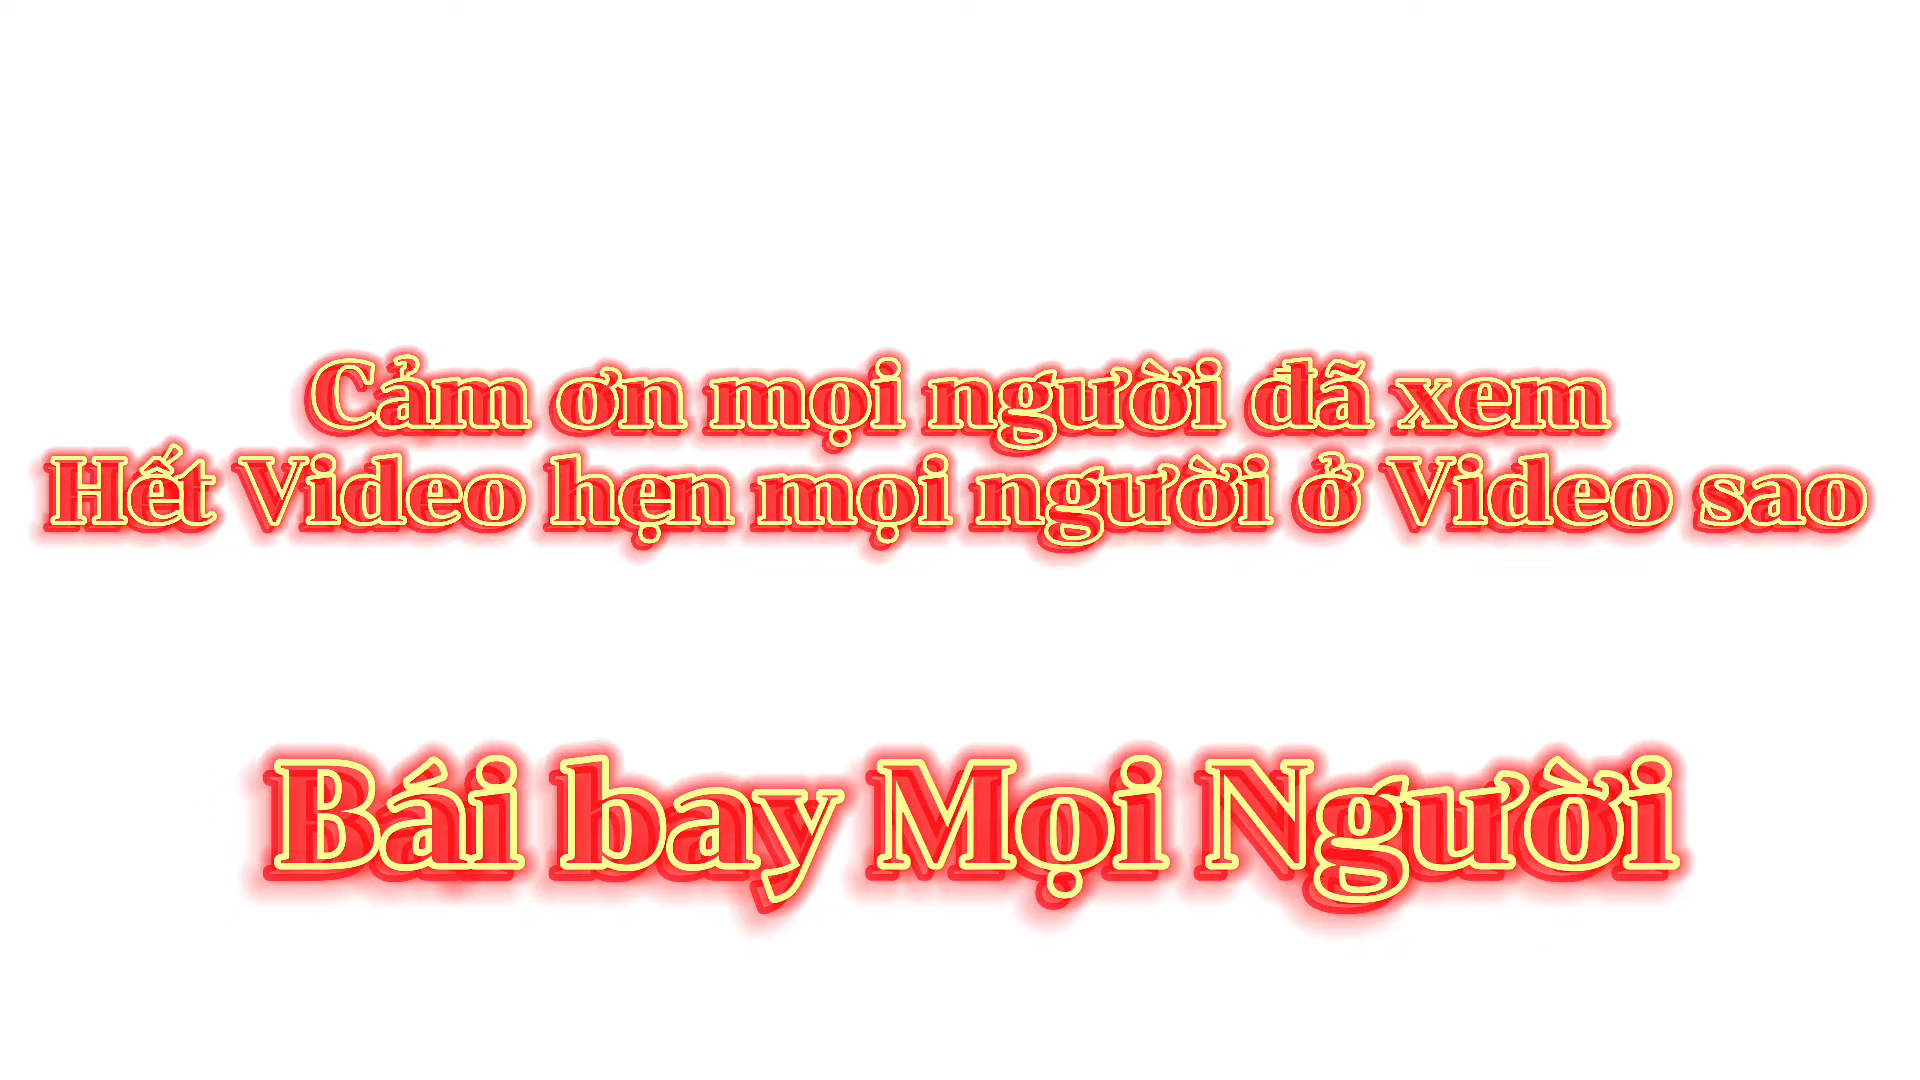 Cảm ơn mọi người đã xem
Hết Video hẹn mọi người ở Video sao
Bái bay Mọi Người